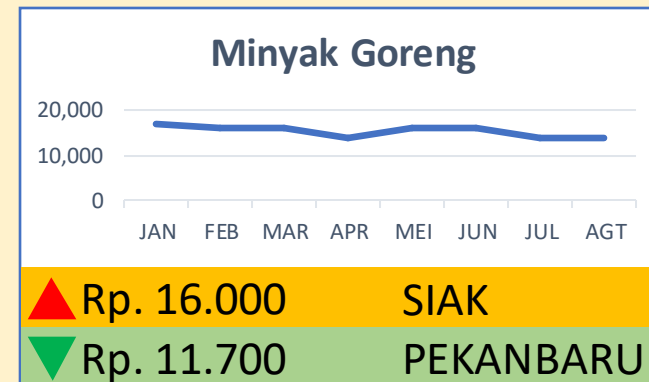 Minyak Goreng
20,000
10,000
0
JAN FEB MAR APR MEI JUN JUL AGT
Rp. 16.000 SIAK
Rp. 11.700 PEKANBARU